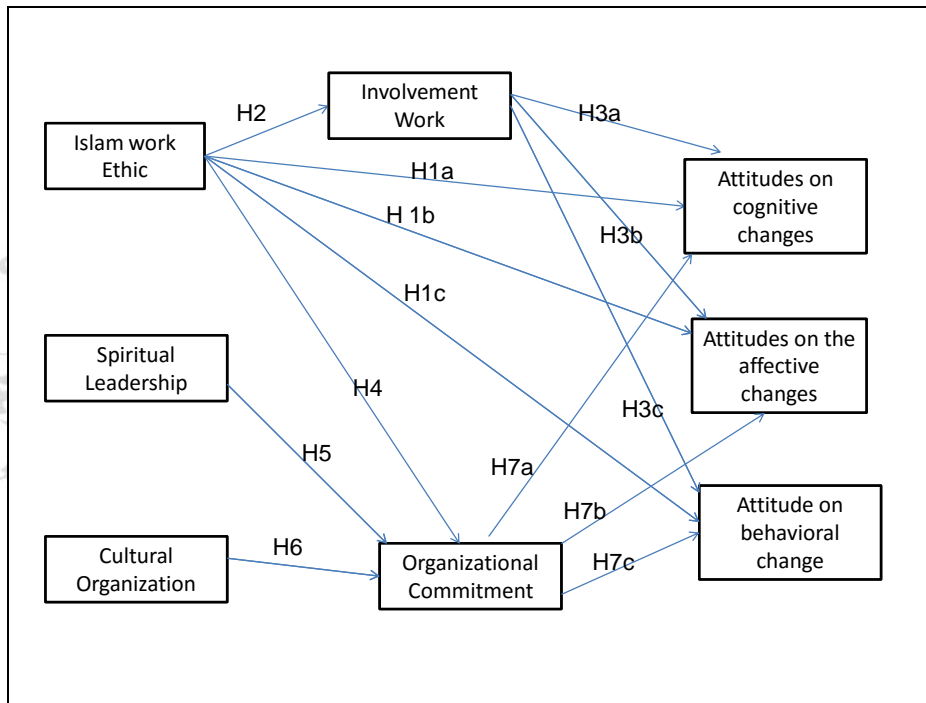 Involvement
Work
H2
H3a
Islam work
Ethic
H1a
Attitudes on
cognitive
changes
H 1b
H3b
H1c
Spiritual
Leadership
Attitudes on the
affective
changes
H4
H3c
H5
H7a
H7b
Attitude on
behavioral
change
Cultural
Organization
H6
Organizational
Commitment
H7c